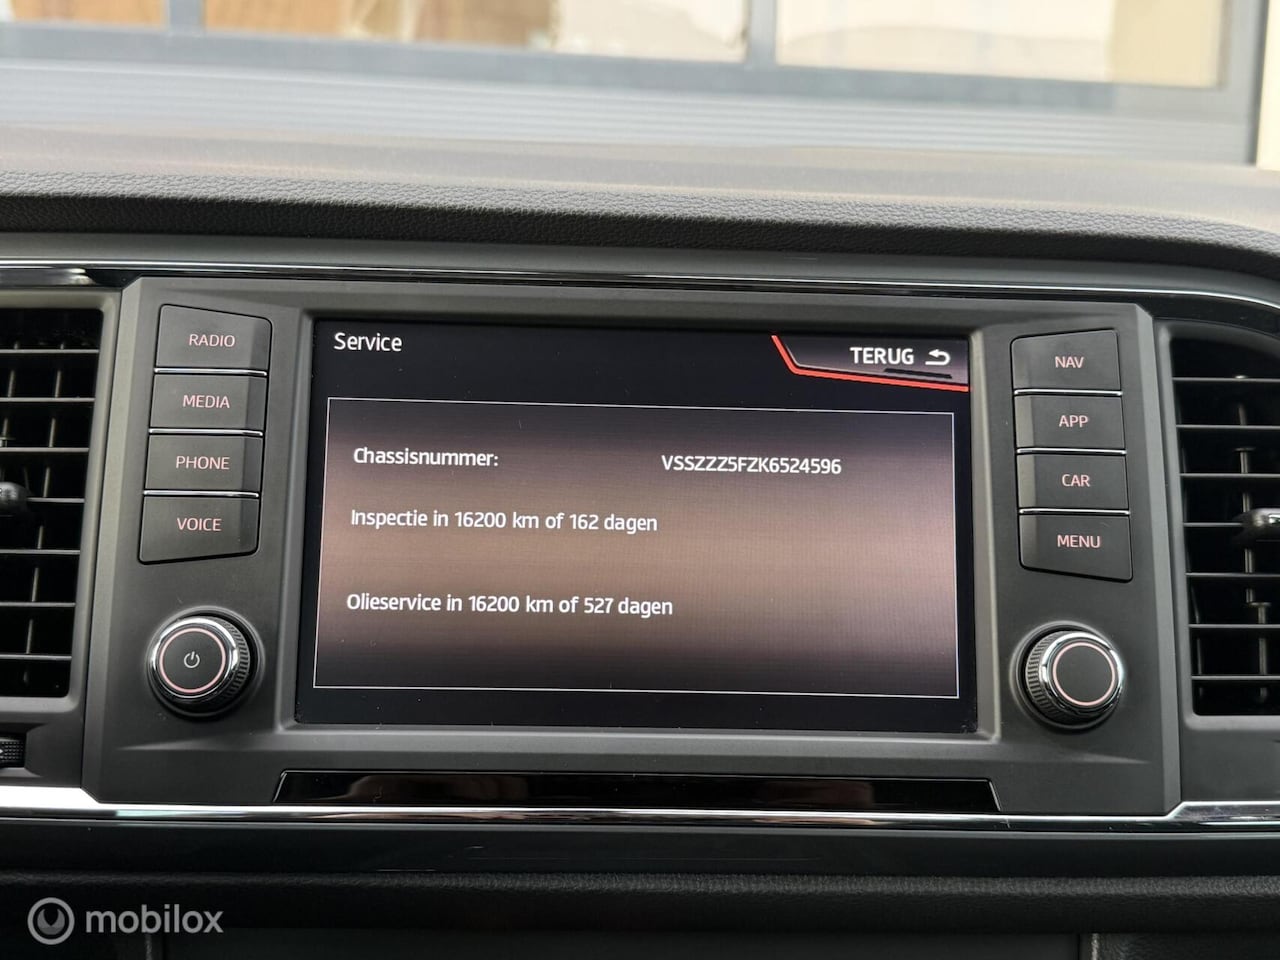 Service
TERUG
Chassisnummer: VSSZZZ5FZK6524596
Inspectie in 16200 km of 162 dagen
Olieservice in 16200 km of 527 dagen
RADIO
MEDIA
PHONE
VOICE
NAV
APP
CAR
MENU
mobilox